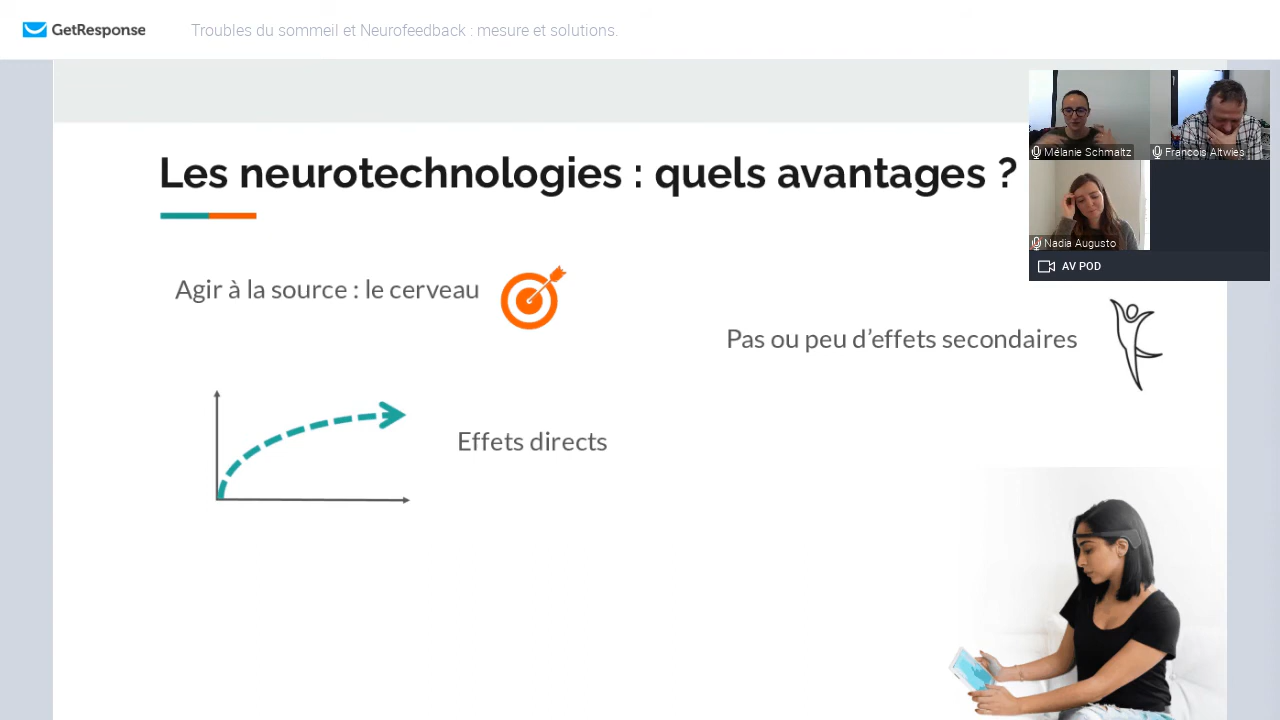 GetResponse
Troubles du sommeil et Neurofeedback : mesure et solutions.
Les neurotechnologies : quels avantages ?
Mélanie Schmaltz
Francois Altwies
Nadia Augusto
AV POD
Agir à la source : le cerveau
Pas ou peu d'effets secondaires
Effets directs